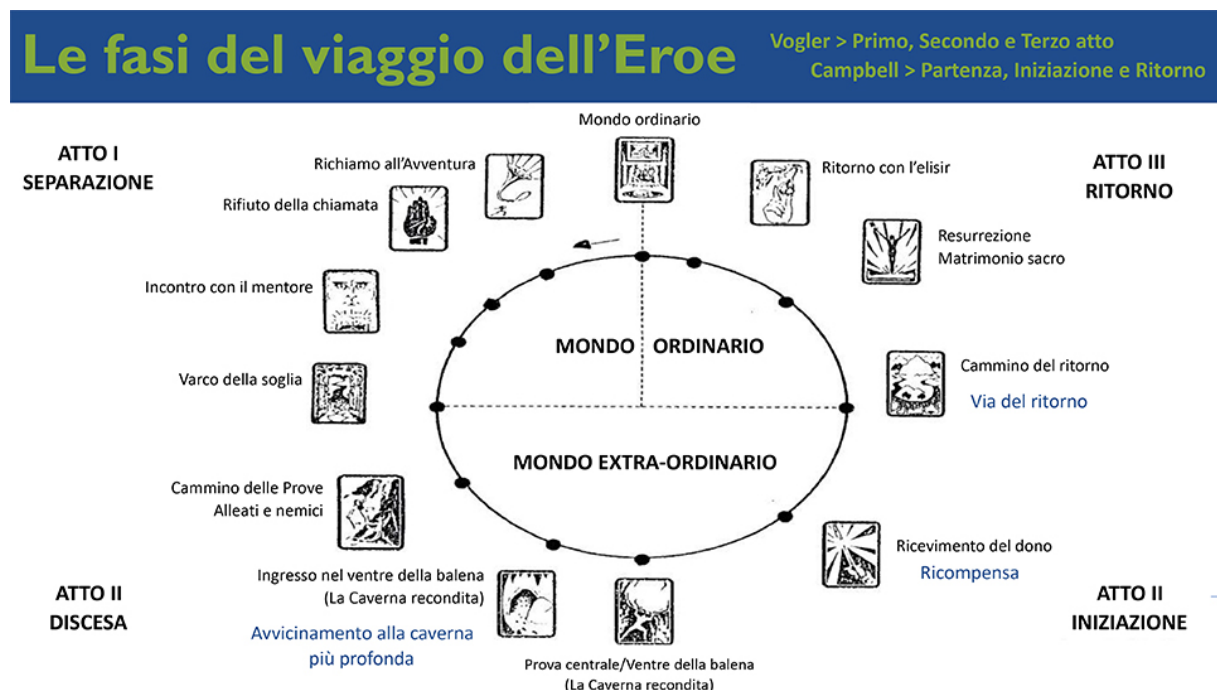 Le fasi del viaggio dell'Eroe
Vogler > Primo, Secondo e Terzo atto
Campbell > Partenza, Iniziazione e Ritorno
Mondo ordinario
ATTO I
SEPARAZIONE
Richiamo all'Avventura
Rifiuto della chiamata
Incontro con il mentore
Varco della soglia
Cammino delle Prove
Alleati e nemici
Ingresso nel ventre della balena
(La Caverna recondita)
Avvicinamento alla caverna
più profonda
ATTO II
DISCESA
Prova centrale/Ventre della balena
(La Caverna recondita)
MONDO ORDINARIO
MONDO EXTRA-ORDINARIO
ATTO III
RITORNO
Ritorno con l'elisir
Resurrezione
Matrimonio sacro
Cammino del ritorno
Via del ritorno
Ricevimento del dono
Ricompensa
ATTO II
INIZIAZIONE